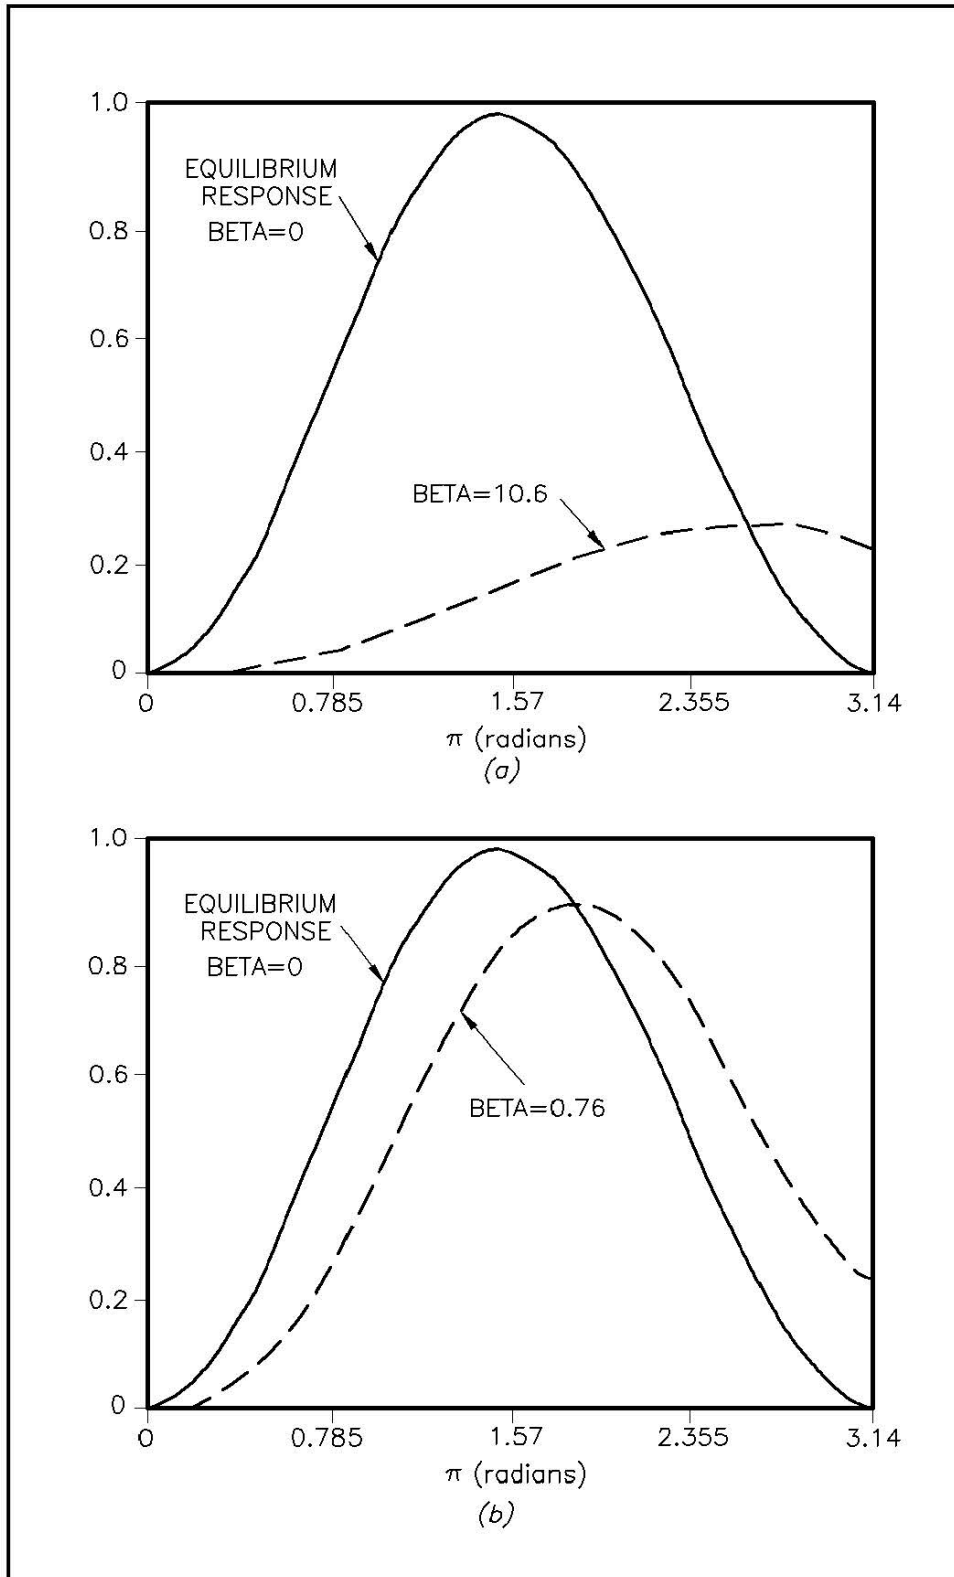 1.0
EQUILIBRIUM
RESPONSE
BETA=0
0.8
0.6
0.4
BETA=10.6
0.2
0
0 0.785 1.57 2.355 3.14
π (radians)
(a)
1.0
EQUILIBRIUM
RESPONSE
BETA=0
0.8
0.6
BETA=0.76
0.4
0.2
0
0 0.785 1.57 2.355 3.14
π (radians)
(b)